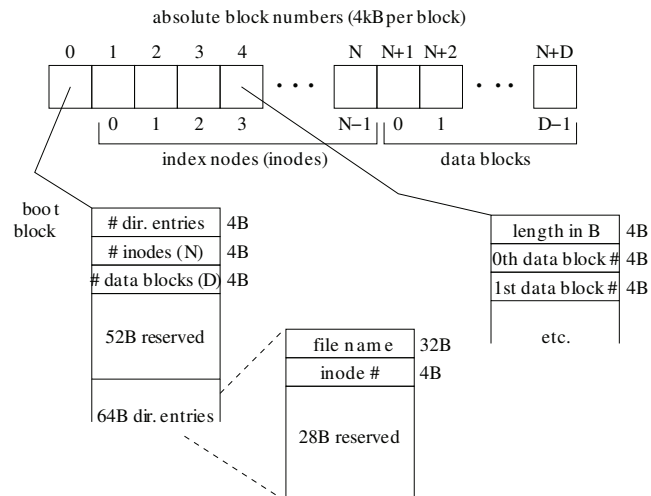 absolute block numbers (4kB per block)
0 1 2 3 4 N N+1 N+2 N+D
• • • • • •
0 1 2 3 N−1 0 1 D−1
index nodes (inodes) data blocks
boot
block
# dir. entries 4B
# inodes (N) 4B
# data blocks (D) 4B
52B reserved
64B dir. entries
file name 32B
inode # 4B
28B reserved
length in B 4B
0th data block # 4B
1st data block # 4B
etc.